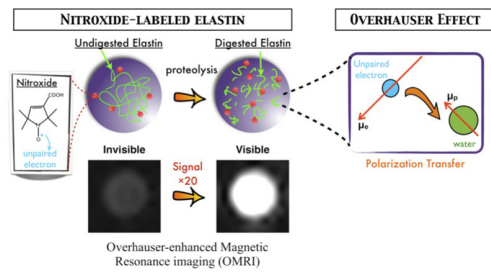 NITROXIDE-LABELED ELASTIN
OVERHAUSER EFFECT
Undigested Elastin
Digested Elastin
proteolysis
Nitroxide
COOH
N
O
unpaired
electron
Invisible
Visible
Signal
×20
Overhauser-enhanced Magnetic
Resonance imaging (OMRI)
Unpaired
electron
μe
μp
water
Polarization Transfer